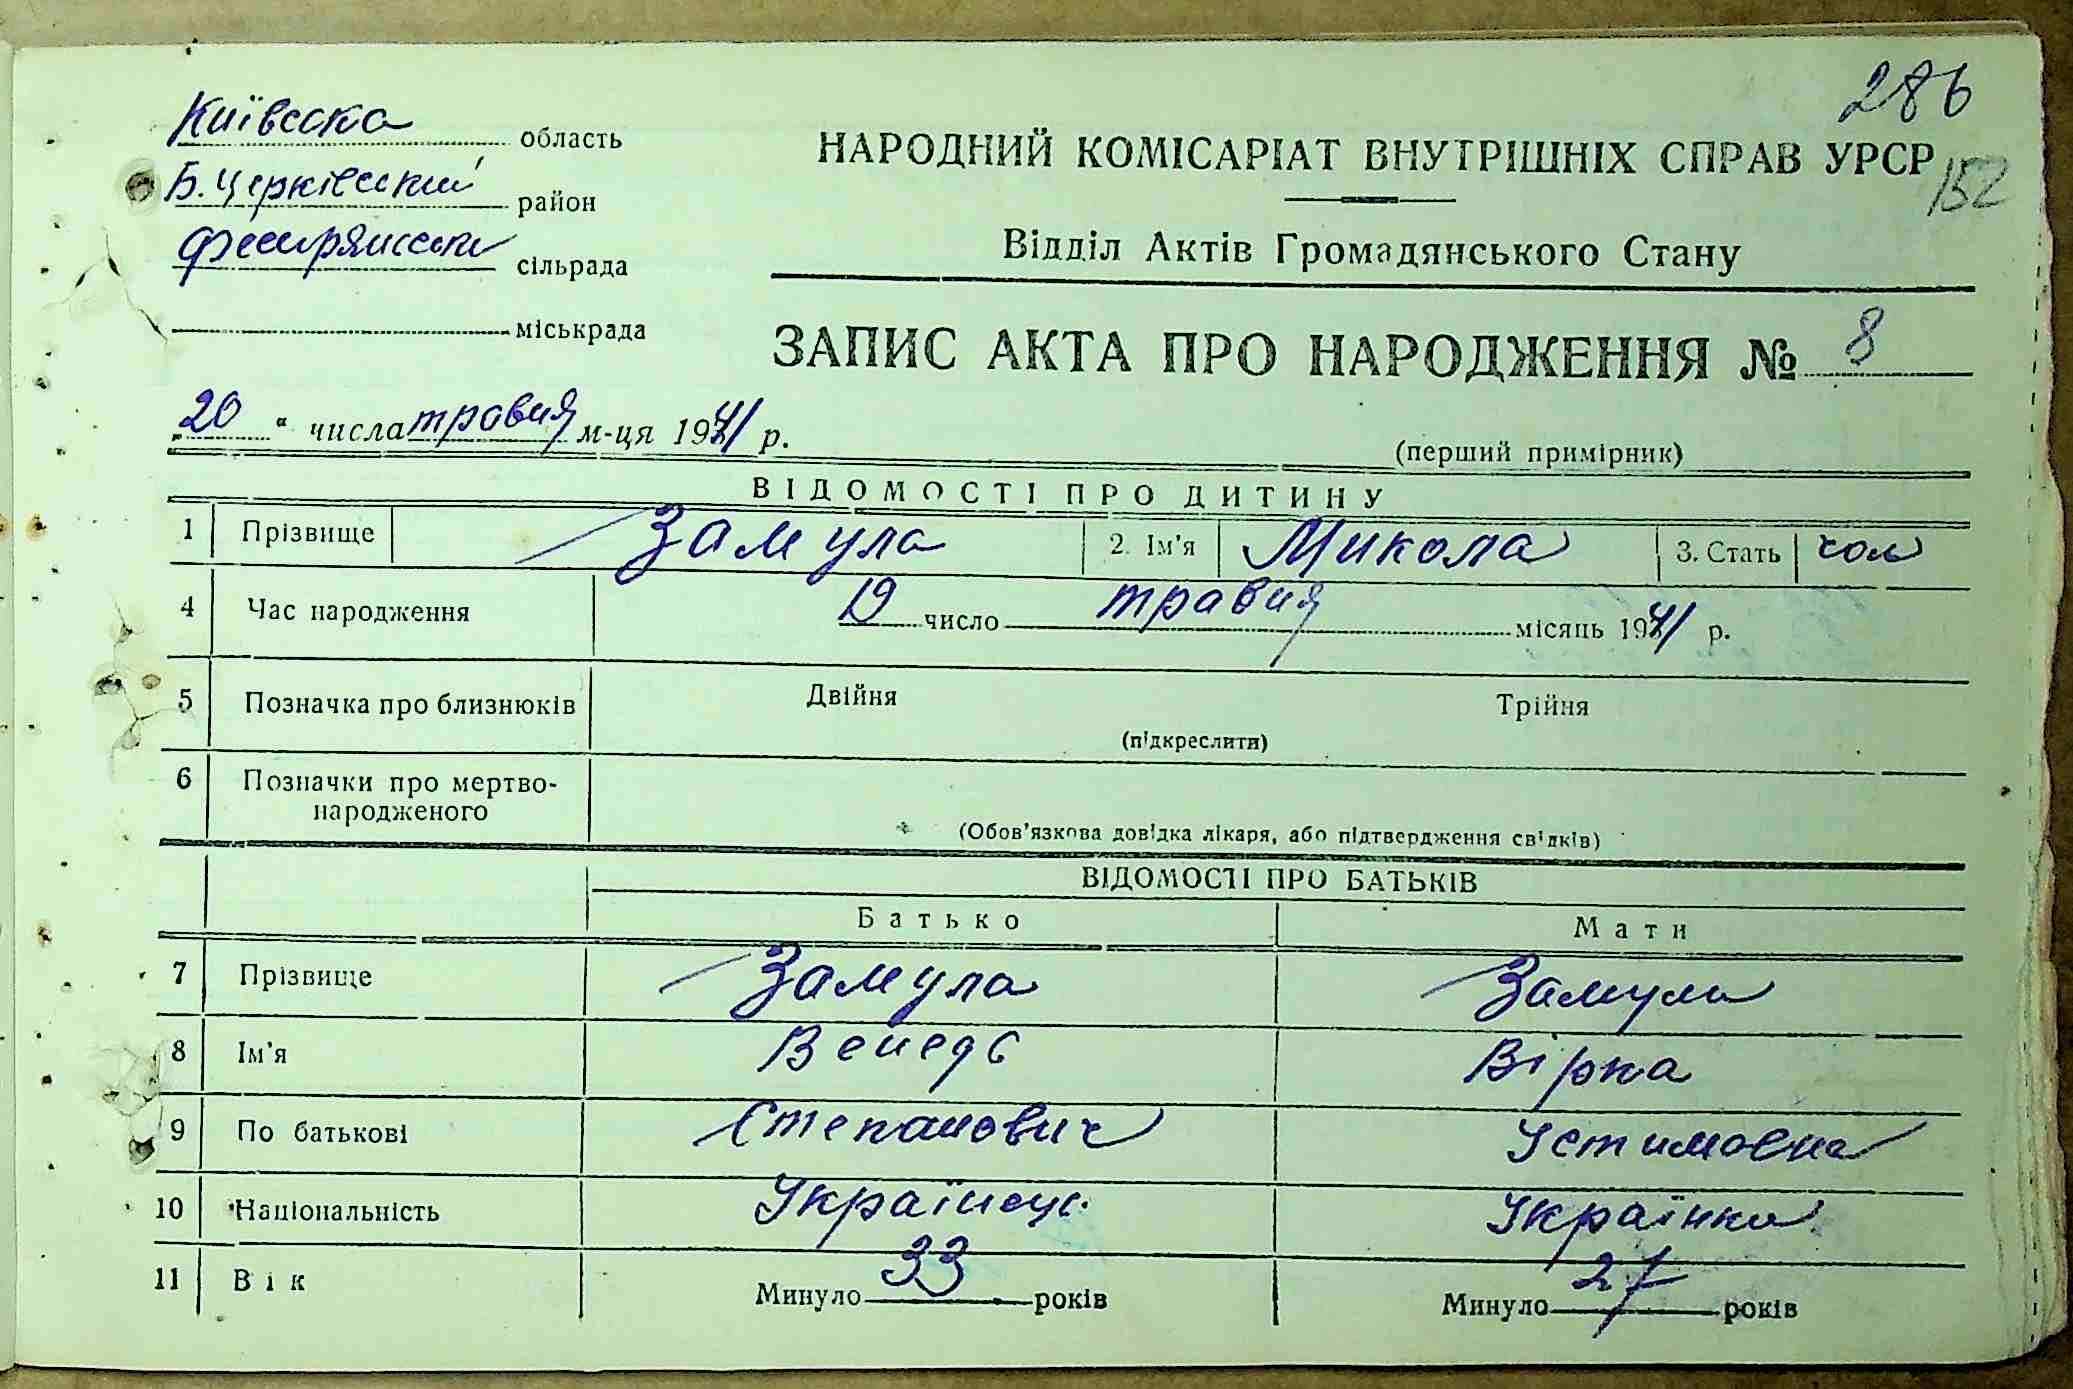 286
Київська область
НАРОДНИЙ КОМІСАРІАТ ВНУТРІШНІХ СПРАВ УРСР
152
Б. Церківський район
сільрада
Відділ Актів Громадянського Стану
міськрада
ЗАПИС АКТА ПРО НАРОДЖЕННЯ № 8
„20“ числа травня м-ця 1941 р.
(перший примірник)
ВІДОМОСТІ ПРО ДИТИНУ
1 Прізвище Замула 2. Ім'я Микола 3. Стать чол
4 Час народження 19 число травня місяць 1941 р.
5 Позначка про близнюків Двійня Трійня
(підкреслити)
6 Позначки про мертво-
народженого
(Обов'язкова довідка лікаря, або підтвердження свідків)
ВІДОМОСТІ ПРО БАТЬКІВ
Батько Мати
7 Прізвище Замула Замула
8 Ім'я Вірка
9 По батькові Степанович Устимовна
10 Національність Українець Українка
11 Вік Минуло 33 років Минуло 27 років